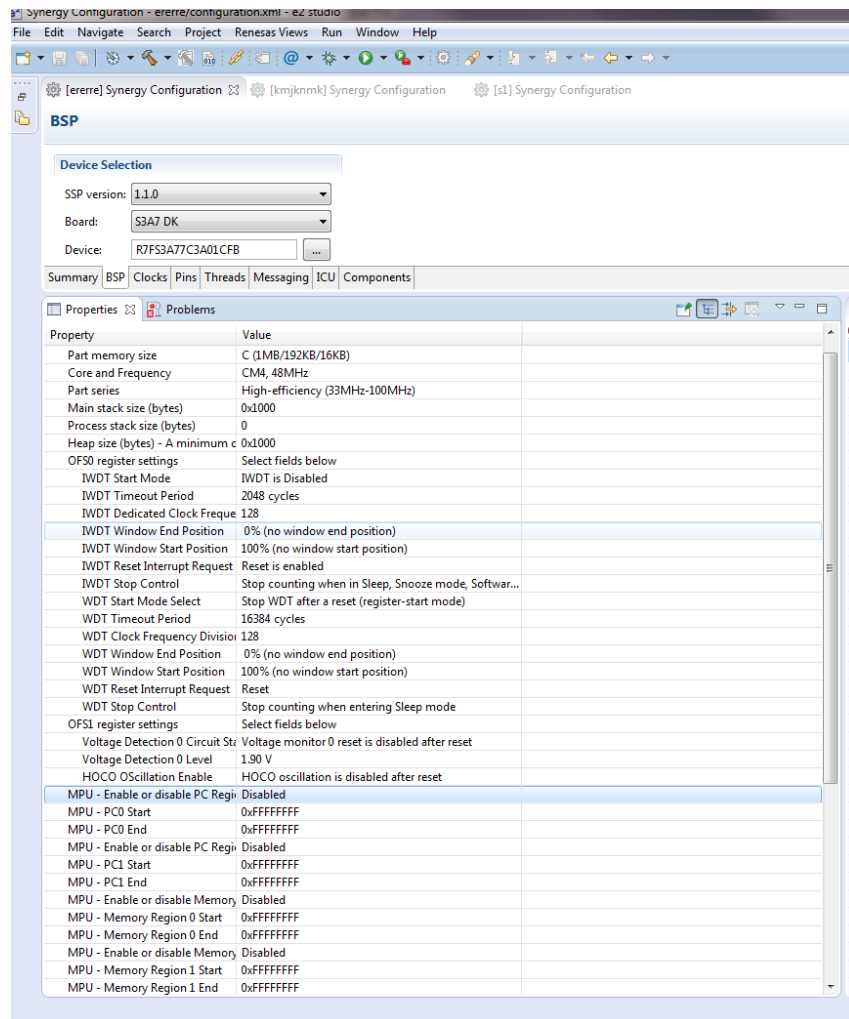 Synergy Configuration - ererre/configuration.xml - e2 studio
File Edit Navigate Search Project Renesas Views Run Window Help
[ererre] Synergy Configuration [kmjknmk] Synergy Configuration [s1] Synergy Configuration
BSP
Device Selection
SSP version: 1.1.0
Board: S3A7 DK
Device: R7FS3A77C3A01CFB ...
Summary BSP Clocks Pins Threads Messaging ICU Components
Properties Problems
Property Value
Part memory size C (1MB/192KB/16KB)
Core and Frequency CM4, 48MHz
Part series High-efficiency (33MHz-100MHz)
Main stack size (bytes) 0x1000
Process stack size (bytes) 0
Heap size (bytes) - A minimum c 0x1000
OFS0 register settings Select fields below
IWDT Start Mode IWDT is Disabled
IWDT Timeout Period 2048 cycles
IWDT Dedicated Clock Freque 128
IWDT Window End Position 0% (no window end position)
IWDT Window Start Position 100% (no window start position)
IWDT Reset Interrupt Request Reset is enabled
IWDT Stop Control Stop counting when in Sleep, Snooze mode, Softwar...
WDT Start Mode Select Stop WDT after a reset (register-start mode)
WDT Timeout Period 16384 cycles
WDT Clock Frequency Division 128
WDT Window End Position 0% (no window end position)
WDT Window Start Position 100% (no window start position)
WDT Reset Interrupt Request Reset
WDT Stop Control Stop counting when entering Sleep mode
OFS1 register settings Select fields below
Voltage Detection 0 Circuit Sta Voltage monitor 0 reset is disabled after reset
Voltage Detection 0 Level 1.90 V
HOCO OScillation Enable HOCO oscillation is disabled after reset
MPU - Enable or disable PC Regi Disabled
MPU - PC0 Start 0xFFFFFFFF
MPU - PC0 End 0xFFFFFFFF
MPU - Enable or disable PC Regi Disabled
MPU - PC1 Start 0xFFFFFFFF
MPU - PC1 End 0xFFFFFFFF
MPU - Enable or disable Memory Disabled
MPU - Memory Region 0 Start 0xFFFFFFFF
MPU - Memory Region 0 End 0xFFFFFFFF
MPU - Enable or disable Memory Disabled
MPU - Memory Region 1 Start 0xFFFFFFFF
MPU - Memory Region 1 End 0xFFFFFFFF